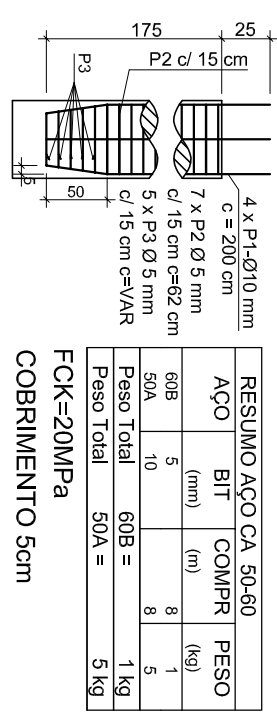 175
25
P2 c/ 15 cm
P3
50
5
4 x P1-Ø10 mm
c = 200 cm
7 x P2 Ø 5 mm
c/ 15 cm c=62 cm
5 x P3 Ø 5 mm
c/ 15 cm c=VAR
RESUMO AÇO CA 50-60
AÇO BIT COMPR PESO
(mm) (m) (kg)
60B 5 8 1
50A 10 8 5
Peso Total 60B = 1 kg
Peso Total 50A = 5 kg
FCK=20MPa
COBRIMENTO 5cm